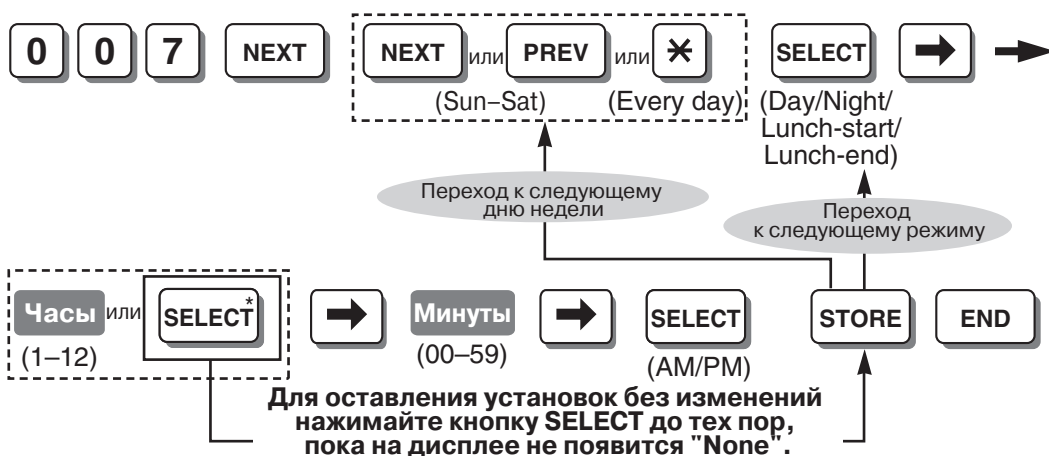 0 0 7 NEXT NEXT или PREV или ✳ SELECT → →
(Sun–Sat) (Every day) (Day/Night/
Lunch-start/
Lunch-end)
Переход к следующему
дню недели
Переход
к следующему режиму
Часы или SELECT* → Минуты → SELECT STORE END
(1–12) (00–59) (AM/PM)
Для оставления установок без изменений
нажимайте кнопку SELECT до тех пор,
пока на дисплее не появится "None".